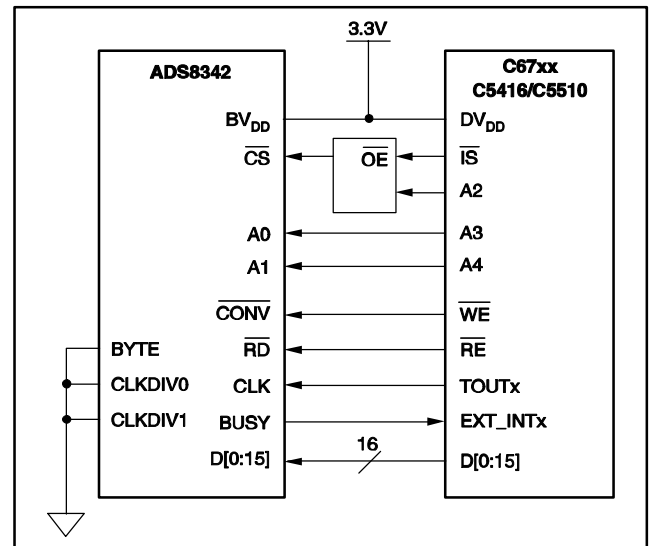 3.3V
ADS8342
C67xx
C5416/C5510
BVDD
DVDD
CS
OE
IS
A2
A0
A3
A1
A4
CONV
WE
BYTE
RD
RE
CLKDIV0
CLK
TOUTx
CLKDIV1
BUSY
EXT_INTx
16
D[0:15]
D[0:15]